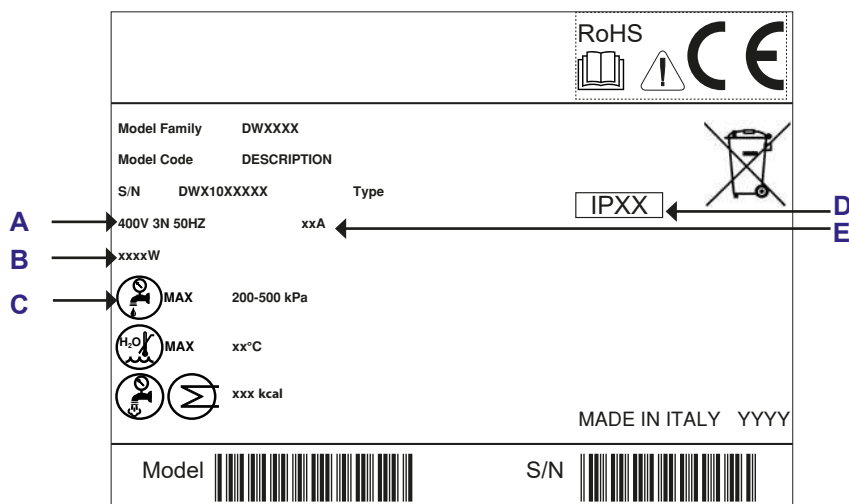 RoHS
CE
Model Family DWXXXX
Model Code DESCRIPTION
S/N DWX10XXXXX Type
IPXX
D
A 400V 3N 50HZ xxA E
B xxxxW
C MAX 200-500 kPa
H₂O MAX xx°C
xxx kcal
MADE IN ITALY YYYY
Model S/N